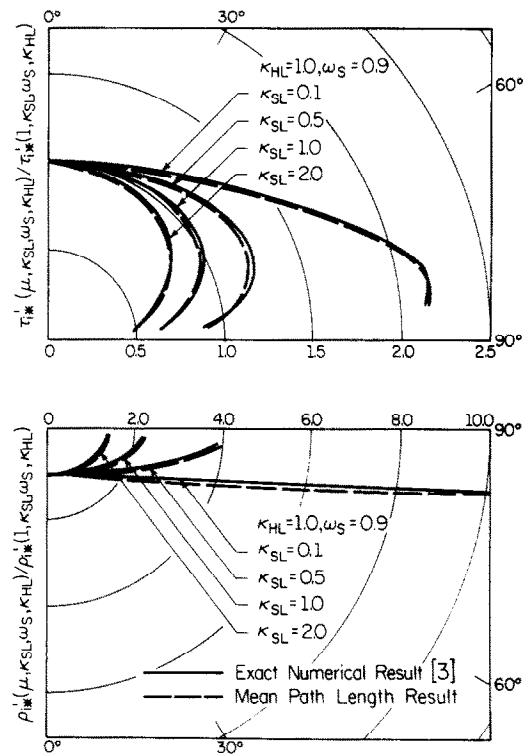 0°
30°
60°
90°
κHL=1.0,ωS=0.9
κSL=0.1
κSL=0.5
κSL=1.0
κSL=2.0
τ'i*(μ,κSL,ωS,κHL)/τ'i*(1,κSL,ωS,κHL)
0 0.5 1.0 1.5 2.0 2.5
0 2.0 4.0 6.0 8.0 10.0
90°
κHL=1.0,ωS=0.9
κSL=0.1
κSL=0.5
κSL=1.0
κSL=2.0
ρ'i*(μ,κSL,ωS,κHL)/ρ'i*(1,κSL,ωS,κHL)
Exact Numerical Result [3]
Mean Path Length Result
60°
0°
30°